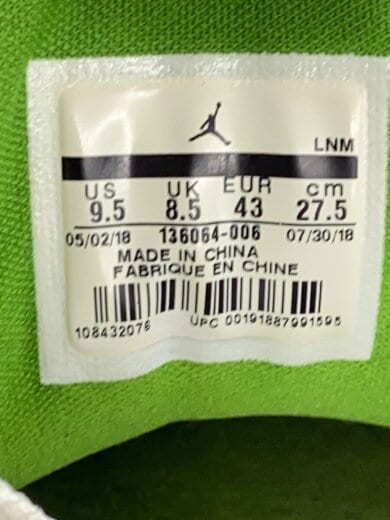 LNM
US UK EUR cm
9.5 8.5 43 27.5
05/02/18 136064-006 07/30/18
MADE IN CHINA
FABRIQUE EN CHINE
108432076 UPC 00191887991595